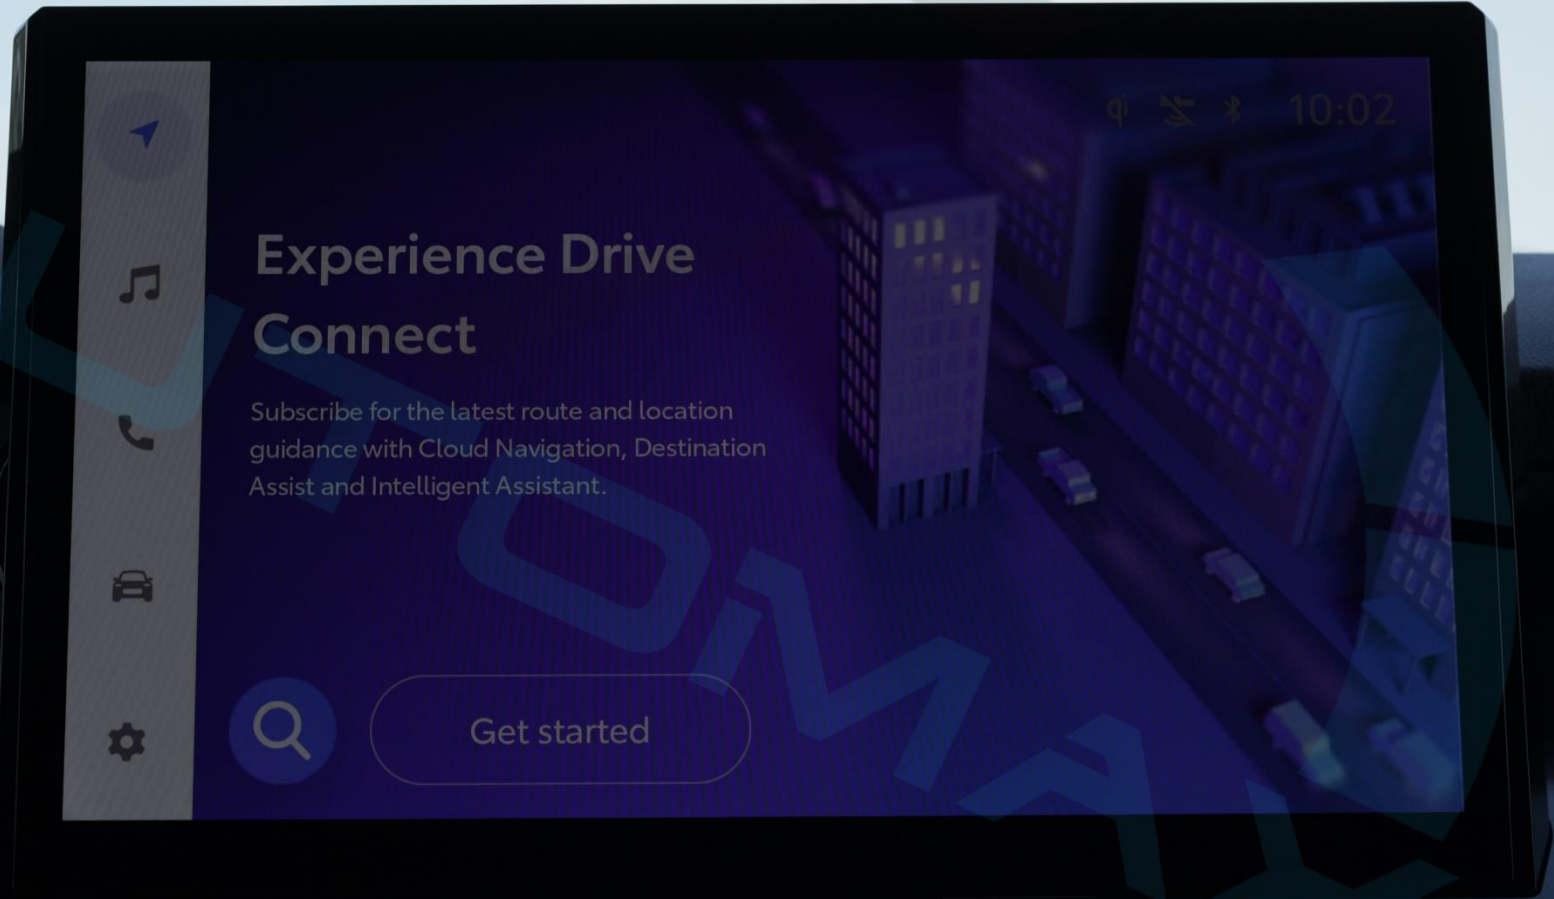 10:02
Experience Drive
Connect
Subscribe for the latest route and location
guidance with Cloud Navigation, Destination
Assist and Intelligent Assistant.
Get started